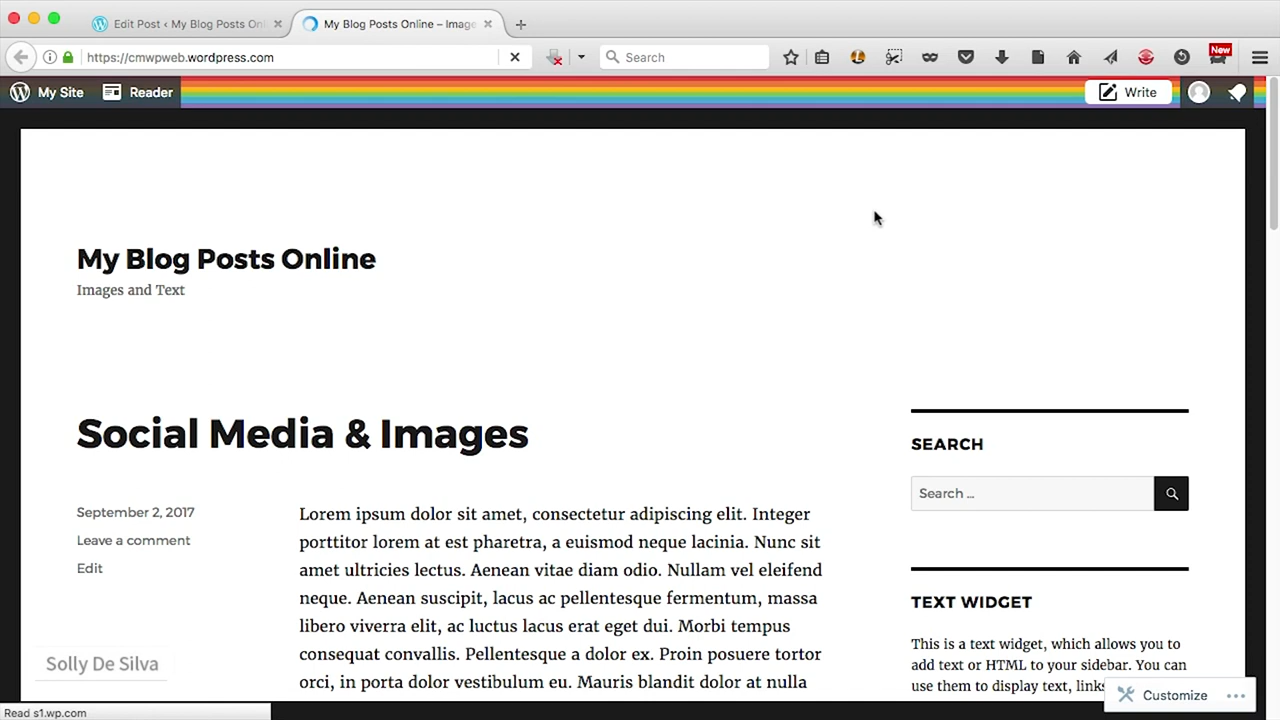 Edit Post ‹ My Blog Posts Onl
My Blog Posts Online – Image
https://cmwpweb.wordpress.com
Search
New
My Site
Reader
Write
My Blog Posts Online
Images and Text
Social Media & Images
September 2, 2017
Leave a comment
Edit
Lorem ipsum dolor sit amet, consectetur adipiscing elit. Integer
porttitor lorem at est pharetra, a euismod neque lacinia. Nunc sit
amet ultricies lectus. Aenean vitae diam odio. Nullam vel eleifend
neque. Aenean suscipit, lacus ac pellentesque fermentum, massa
libero viverra elit, ac luctus lacus erat eget dui. Morbi tempus
consequat convallis. Pellentesque a dolor ex. Proin posuere tortor
orci, in porta dolor vestibulum eu. Mauris blandit dolor at nulla
SEARCH
Search …
TEXT WIDGET
This is a text widget, which allows you to
add text or HTML to your sidebar. You can
use them to display text, links
Customize
Solly De Silva
Read s1.wp.com